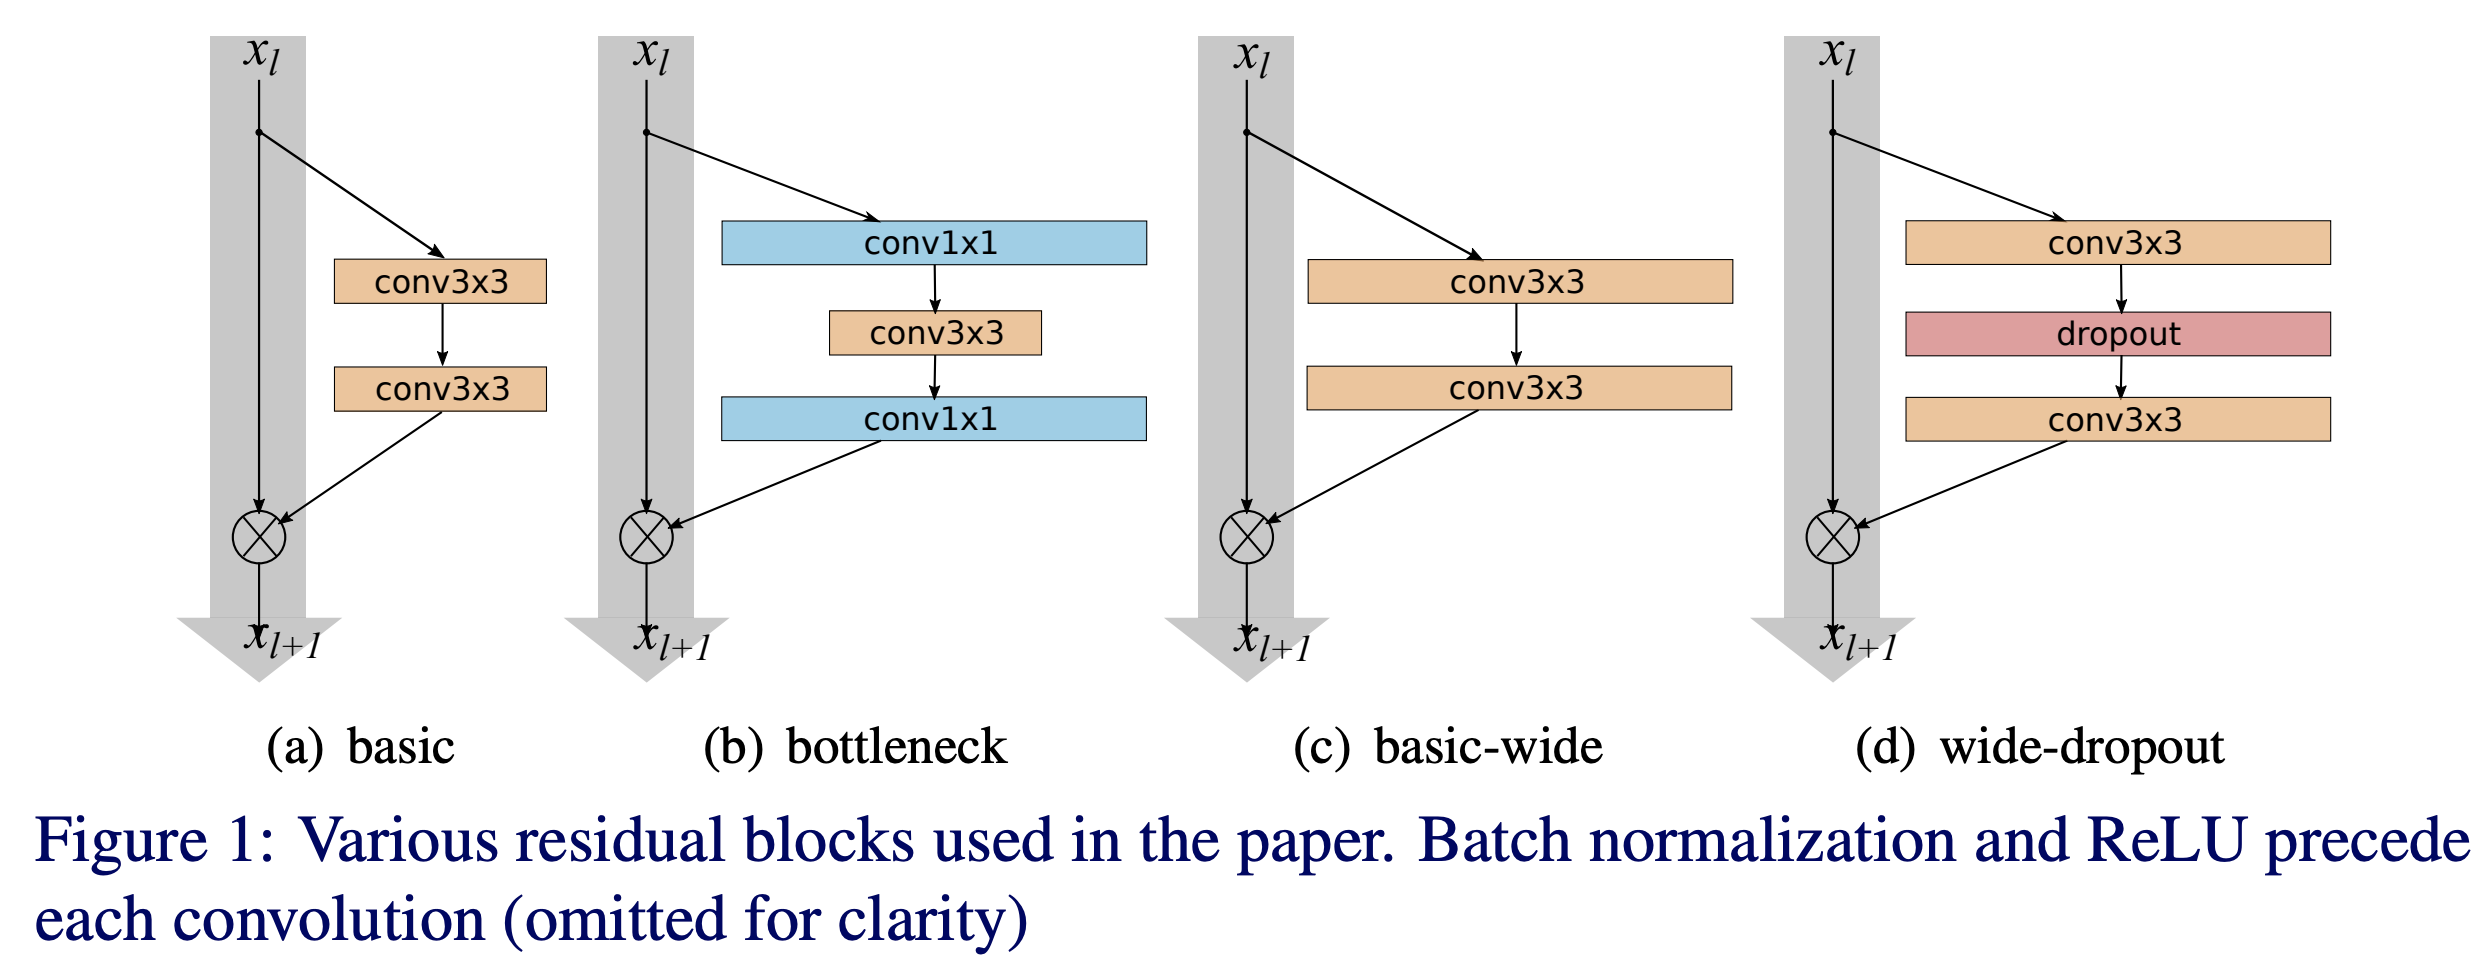 x_l
conv3x3
conv3x3
x_{l+1}
(a) basic
x_l
conv1x1
conv3x3
conv1x1
x_{l+1}
(b) bottleneck
x_l
conv3x3
conv3x3
x_{l+1}
(c) basic-wide
x_l
conv3x3
dropout
conv3x3
x_{l+1}
(d) wide-dropout
Figure 1: Various residual blocks used in the paper. Batch normalization and ReLU precede
each convolution (omitted for clarity)